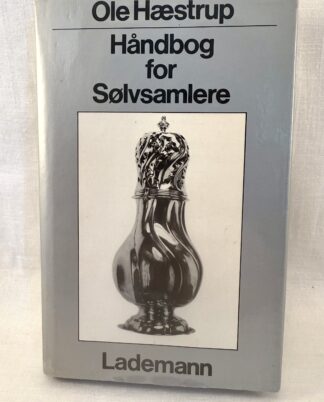 Ole Hæstrup
Håndbog
for
Sølvsamlere
Lademann